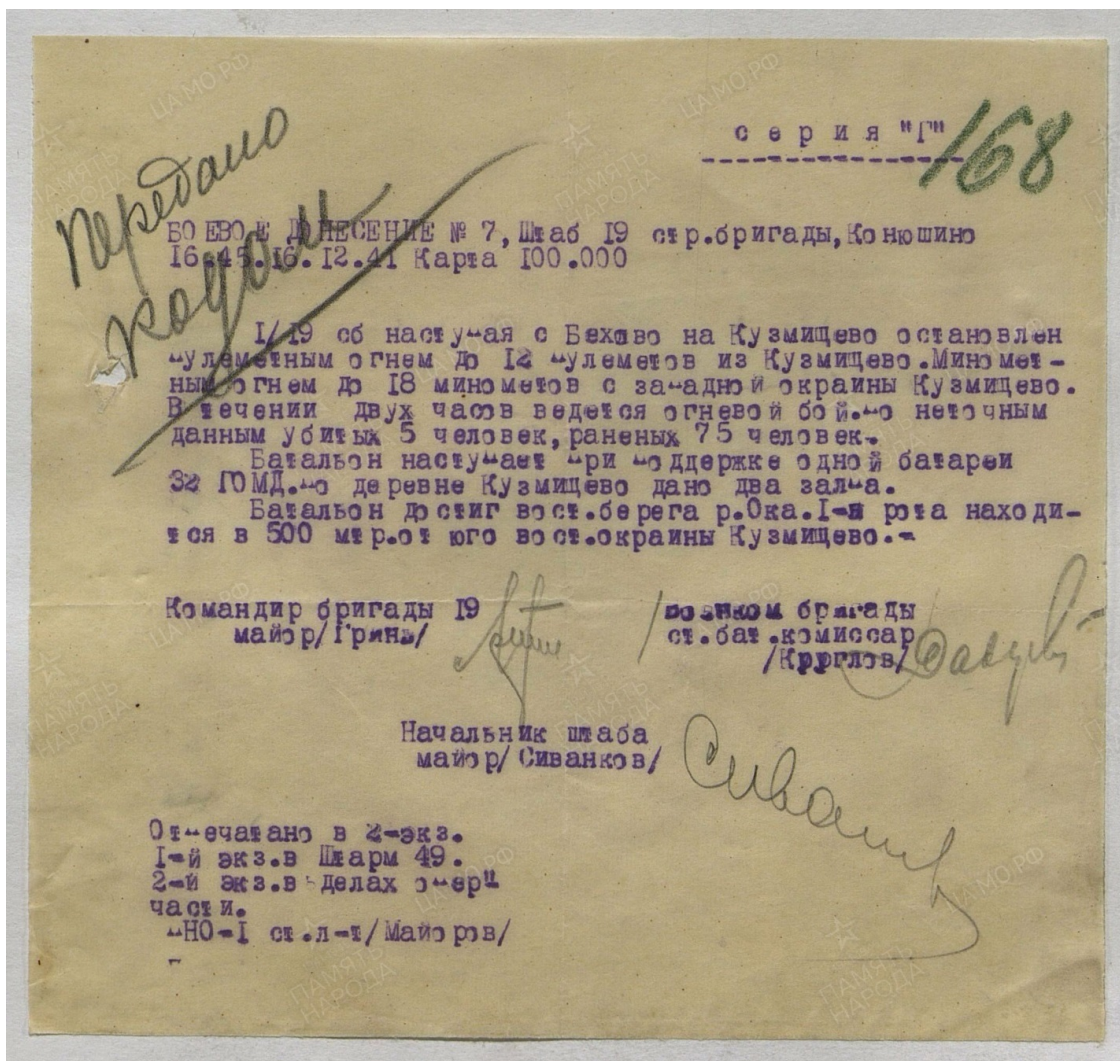 серия "Г"
168
Передано
кодом
БОЕВОЕ ДОНЕСЕНИЕ № 7, Штаб 19 стр.бригады, Конюшино
16.45.16.12.41 Карта 100.000
1/19 сб наступая с Бехово на Кузмищево остановлен
пулеметным огнем до 12 пулеметов из Кузмищево.Миномет-
ным огнем до 18 минометов с западной окраины Кузмищево.
В течении двух часов ведется огневой бой.по неточным
данным убитых 5 человек,раненых 75 человек.
Батальон наступает при поддержке одной батареи
32 ГОМД.по деревне Кузмищево дано два залпа.
Батальон достиг вост.берега р.Ока.I-я рота находи-
тся в 500 мтр.от юго вост.окраины Кузмищево.-
Командир бригады 19
майор/Гринь/
военком бригады
ст.бат.комиссар
/Круглов/
Начальник штаба
майор/Сиванков/
Отпечатано в 2-экз.
I-й экз.в Штарм 49.
2-й экз.в делах опер"
части.
пНО-I ст.л-т/Майоров/
ПАМЯТЬ НАРОДА
ЦАМО.РФ